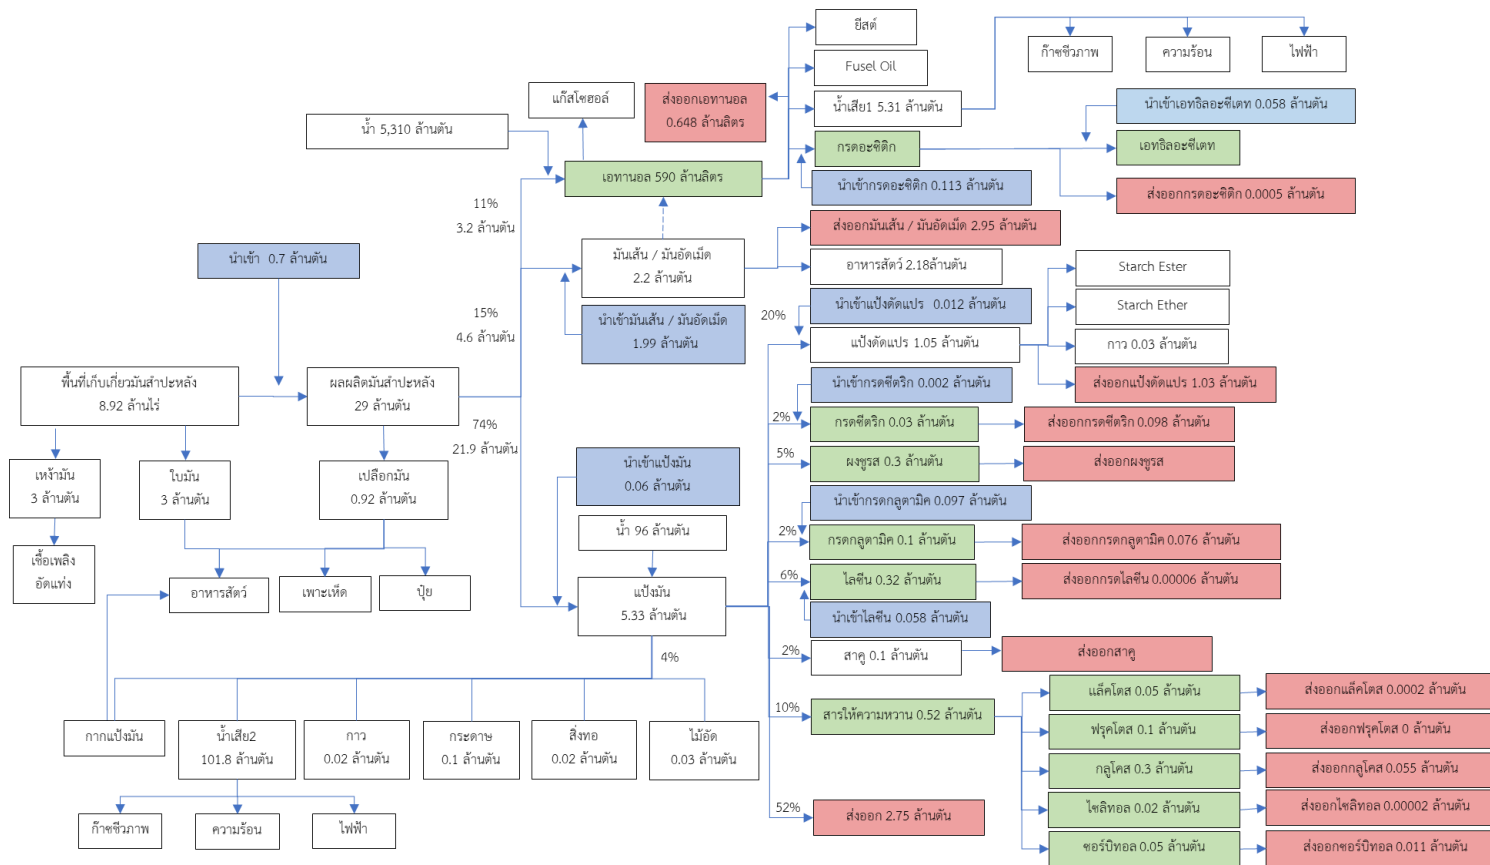 ยีสต์
Fusel Oil
น้ำเสีย1 5.31 ล้านตัน
ก๊าซชีวภาพ
ความร้อน
ไฟฟ้า
แก๊สโซฮอล์
ส่งออกเอทานอล
0.648 ล้านลิตร
นำเข้าเอทธิลอะซีเตท 0.058 ล้านตัน
น้ำ 5,310 ล้านตัน
กรดอะซิติก
เอทธิลอะซีเตท
เอทานอล 590 ล้านลิตร
นำเข้ากรดอะซิติก 0.113 ล้านตัน
ส่งออกกรดอะซิติก 0.0005 ล้านตัน
11%
3.2 ล้านตัน
ส่งออกมันเส้น / มันอัดเม็ด 2.95 ล้านตัน
นำเข้า 0.7 ล้านตัน
มันเส้น / มันอัดเม็ด
2.2 ล้านตัน
อาหารสัตว์ 2.18ล้านตัน
Starch Ester
15%
4.6 ล้านตัน
นำเข้ามันเส้น / มันอัดเม็ด
1.99 ล้านตัน
20%
นำเข้าแป้งดัดแปร 0.012 ล้านตัน
Starch Ether
แป้งดัดแปร 1.05 ล้านตัน
กาว 0.03 ล้านตัน
พื้นที่เก็บเกี่ยวมันสำปะหลัง
8.92 ล้านไร่
ผลผลิตมันสำปะหลัง
29 ล้านตัน
นำเข้ากรดซีตริก 0.002 ล้านตัน
ส่งออกแป้งดัดแปร 1.03 ล้านตัน
74%
21.9 ล้านตัน
2%
กรดซีตริก 0.03 ล้านตัน
ส่งออกกรดซีตริก 0.098 ล้านตัน
เหง้ามัน
3 ล้านตัน
ใบมัน
3 ล้านตัน
เปลือกมัน
0.92 ล้านตัน
นำเข้าแป้งมัน
0.06 ล้านตัน
5%
ผงชูรส 0.3 ล้านตัน
ส่งออกผงชูรส
นำเข้ากรดกลูตามิค 0.097 ล้านตัน
น้ำ 96 ล้านตัน
2%
กรดกลูตามิค 0.1 ล้านตัน
ส่งออกกรดกลูตามิค 0.076 ล้านตัน
เชื้อเพลิง
อัดแท่ง
อาหารสัตว์
เพาะเห็ด
ปุ๋ย
แป้งมัน
5.33 ล้านตัน
6%
ไลซีน 0.32 ล้านตัน
ส่งออกกรดไลซีน 0.00006 ล้านตัน
นำเข้าไลซีน 0.058 ล้านตัน
4%
2%
สาคู 0.1 ล้านตัน
ส่งออกสาคู
10%
สารให้ความหวาน 0.52 ล้านตัน
แล็คโตส 0.05 ล้านตัน
ส่งออกแล็คโตส 0.0002 ล้านตัน
ฟรุคโตส 0.1 ล้านตัน
ส่งออกฟรุคโตส 0 ล้านตัน
กลูโคส 0.3 ล้านตัน
ส่งออกกลูโคส 0.055 ล้านตัน
ไซลิทอล 0.02 ล้านตัน
ส่งออกไซลิทอล 0.00002 ล้านตัน
ซอร์บิทอล 0.05 ล้านตัน
ส่งออกซอร์บิทอล 0.011 ล้านตัน
กากแป้งมัน
น้ำเสีย2
101.8 ล้านตัน
กาว
0.02 ล้านตัน
กระดาษ
0.1 ล้านตัน
สิ่งทอ
0.02 ล้านตัน
ไม้อัด
0.03 ล้านตัน
52%
ส่งออก 2.75 ล้านตัน
ก๊าซชีวภาพ
ความร้อน
ไฟฟ้า